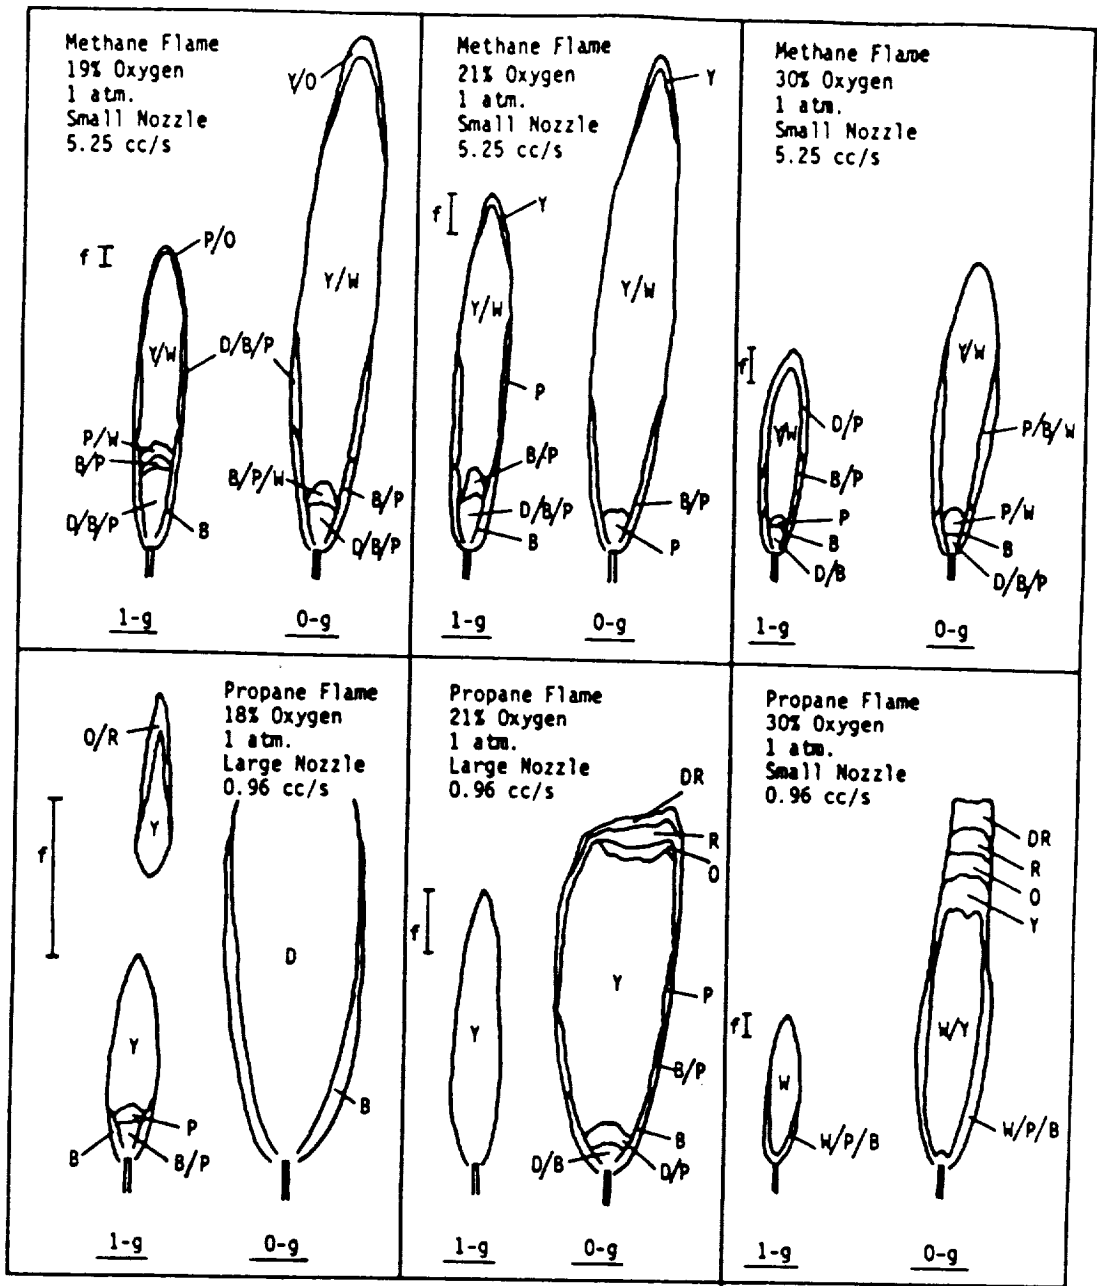 Methane Flame
19% Oxygen
1 atm.
Small Nozzle
5.25 cc/s
Y/O
f
P/O
Y/W
Y/W
D/B/P
P/W
B/P
D/B/P
B
B/P/W
B/P
D/B/P
1-g
0-g
Methane Flame
21% Oxygen
1 atm.
Small Nozzle
5.25 cc/s
Y
f
Y
Y/W
Y/W
P
B/P
D/B/P
B
B/P
P
1-g
0-g
Methane Flame
30% Oxygen
1 atm.
Small Nozzle
5.25 cc/s
f
Y/W
Y/W
D/P
P/B/W
B/P
P
B
D/B
P/W
B
D/B/P
1-g
0-g
Propane Flame
18% Oxygen
1 atm.
Large Nozzle
0.96 cc/s
O/R
Y
f
D
Y
P
B
B/P
B
1-g
0-g
Propane Flame
21% Oxygen
1 atm.
Large Nozzle
0.96 cc/s
DR
R
O
f
Y
Y
P
B/P
B
D/B
D/P
1-g
0-g
Propane Flame
30% Oxygen
1 atm.
Small Nozzle
0.96 cc/s
DR
R
O
Y
f
W
W/Y
W/P/B
W/P/B
1-g
0-g